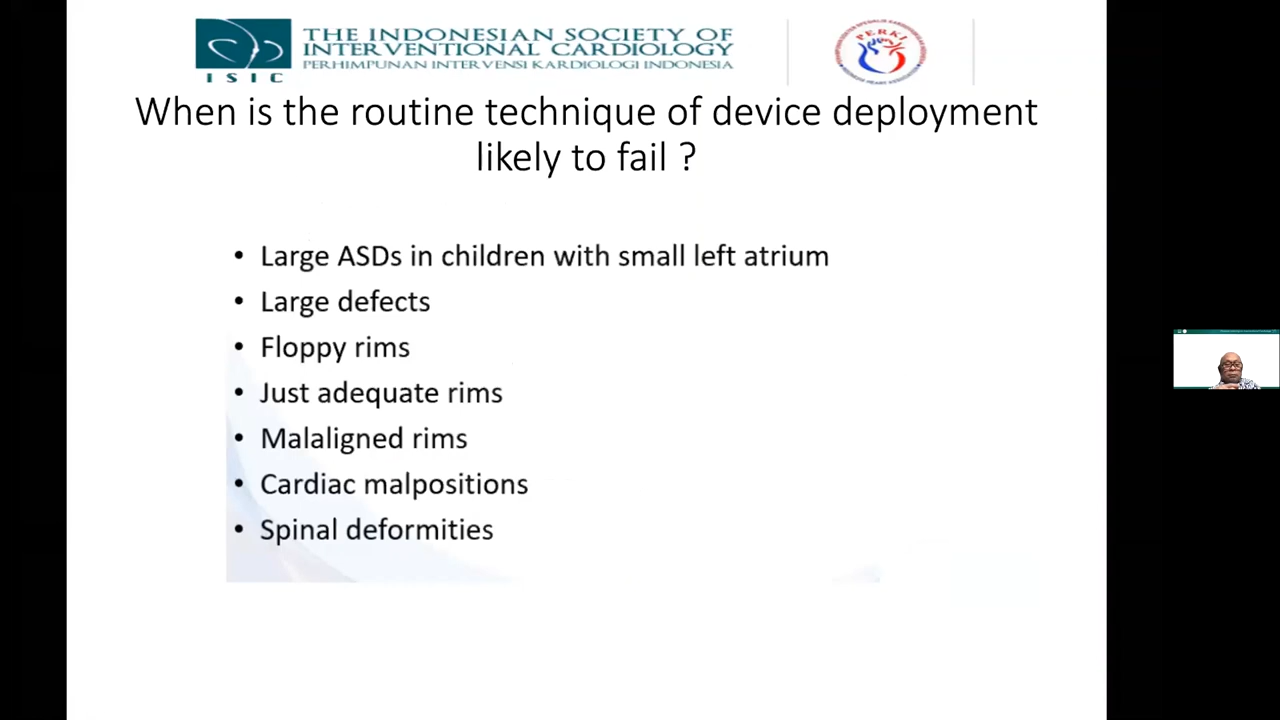 THE INDONESIAN SOCIETY OF
INTERVENTIONAL CARDIOLOGY
PERHIMPUNAN INTERVENSI KARDIOLOGI INDONESIA
ISIC
PERKI
When is the routine technique of device deployment
likely to fail ?
• Large ASDs in children with small left atrium
• Large defects
• Floppy rims
• Just adequate rims
• Malaligned rims
• Cardiac malpositions
• Spinal deformities